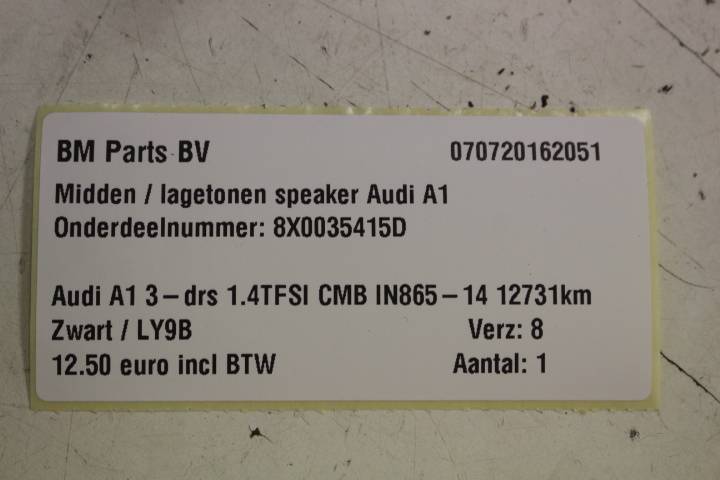 BM Parts BV 070720162051
Midden / lagetonen speaker Audi A1
Onderdeelnummer: 8X0035415D
Audi A1 3-drs 1.4TFSI CMB IN865-14 12731km
Zwart / LY9B Verz: 8
12.50 euro incl BTW Aantal: 1